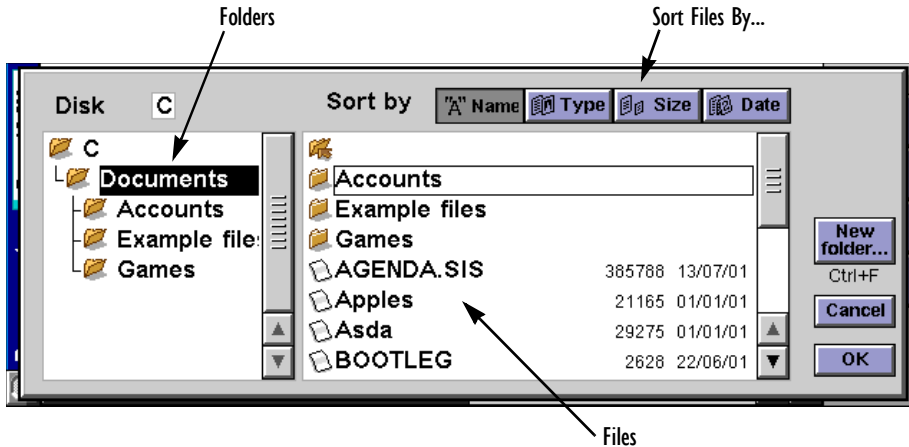 Folders
Sort Files By...
Disk C
Sort by "A" Name Type Size Date
C
Documents
Accounts
Example file
Games
Accounts
Example files
Games
AGENDA.SIS 385788 13/07/01
Apples 21165 01/01/01
Asda 29275 01/01/01
BOOTLEG 2628 22/06/01
New folder...
Ctrl+F
Cancel
OK
Files